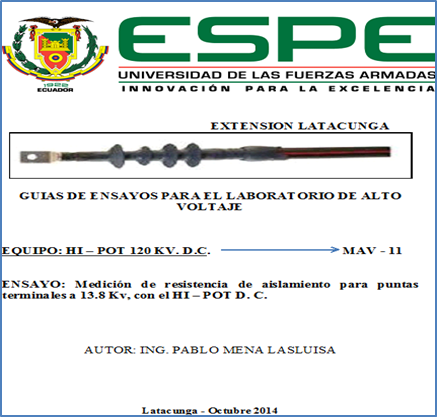 1922
ECUADOR
ESPE
UNIVERSIDAD DE LAS FUERZAS ARMADAS
INNOVACIÓN PARA LA EXCELENCIA
EXTENSION LATACUNGA
GUIAS DE ENSAYOS PARA EL LABORATORIO DE ALTO
VOLTAJE
EQUIPO: HI – POT 120 KV. D.C. MAV - 11
ENSAYO: Medición de resistencia de aislamiento para puntas
terminales a 13.8 Kv, con el HI – POT D. C.
AUTOR: ING. PABLO MENA LASLUISA
Latacunga - Octubre 2014